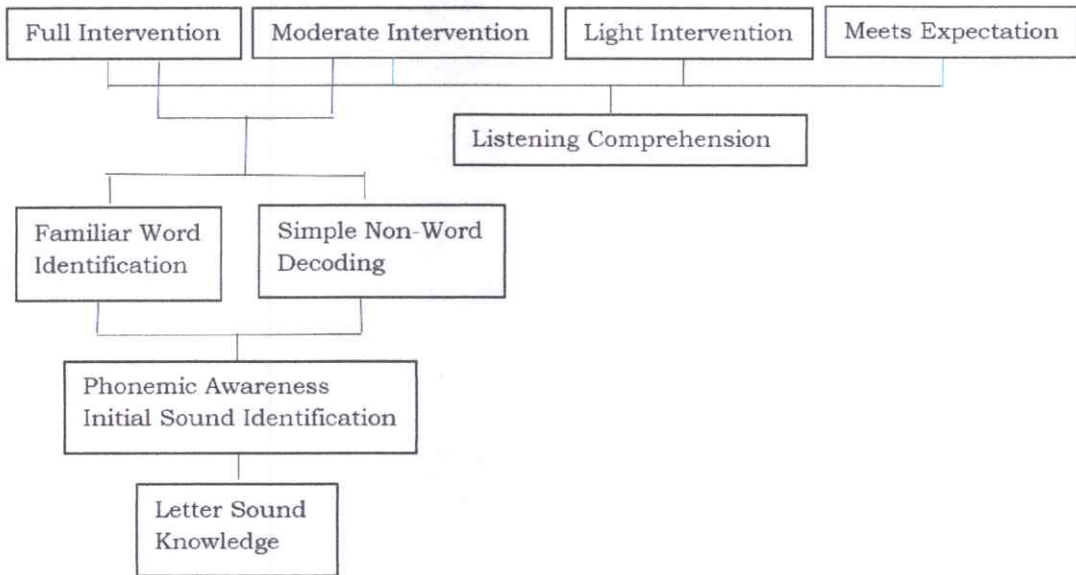 Full Intervention
Moderate Intervention
Light Intervention
Meets Expectation
Listening Comprehension
Familiar Word
Identification
Simple Non-Word
Decoding
Phonemic Awareness
Initial Sound Identification
Letter Sound
Knowledge